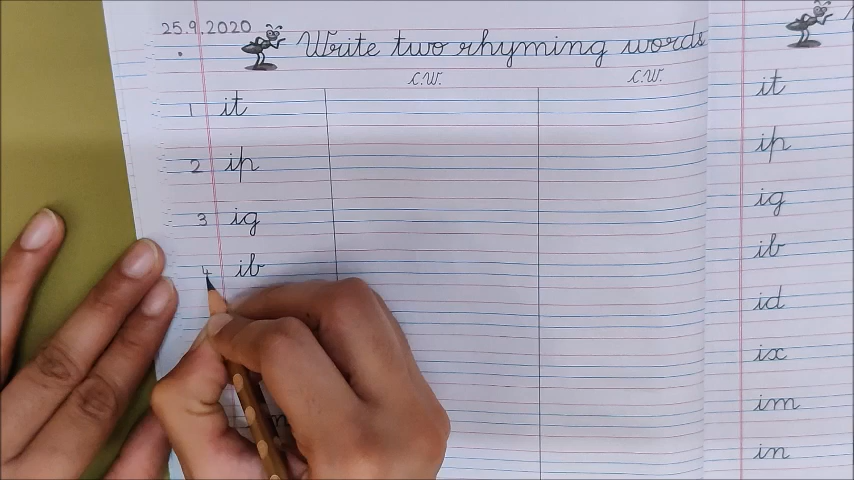 25.9.2020
Write two rhyming words
c.w. c.w.
1 it
2 ip
3 ig
4 ib
it
ip
ig
ib
id
ix
im
in